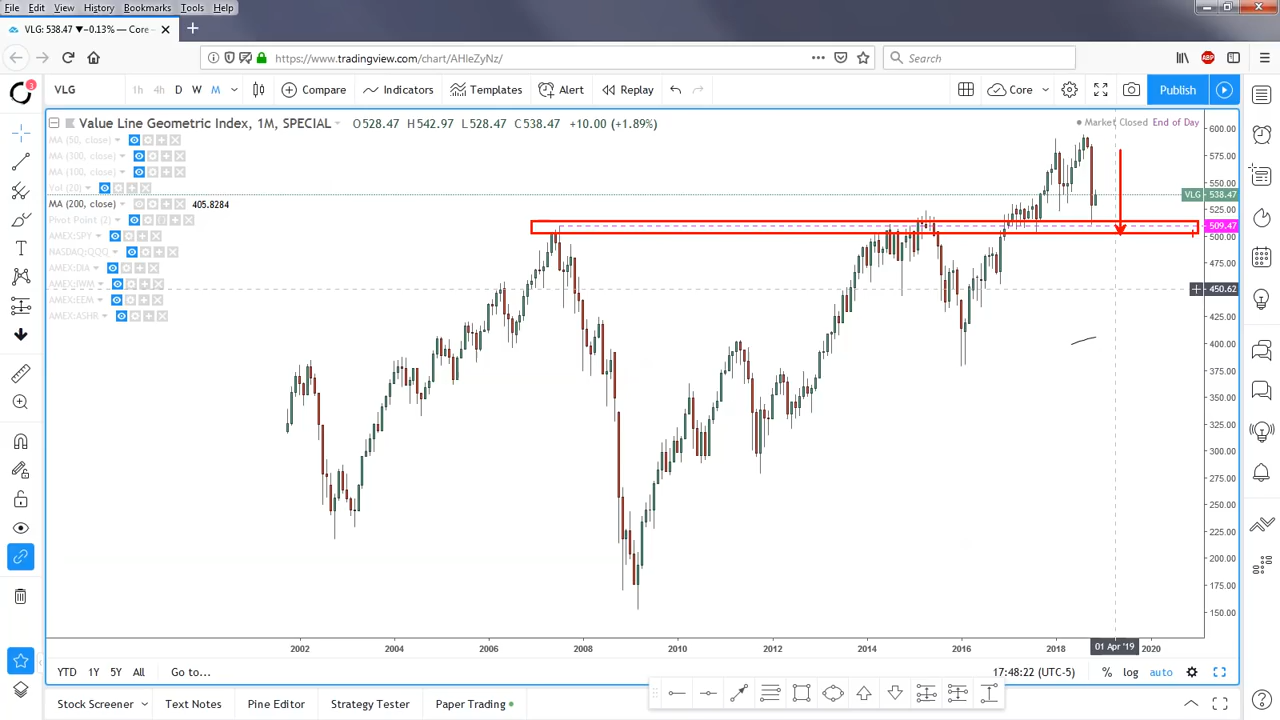 File Edit View History Bookmarks Tools Help
VLG: 538.47 ▼−0.13% — Core -
https://www.tradingview.com/chart/AHleZyNz/
Search
ABP
3
VLG 1h 4h D W M Compare Indicators Templates Alert Replay Core Publish
Value Line Geometric Index, 1M, SPECIAL O528.47 H542.97 L528.47 C538.47 +10.00 (+1.89%)
Market Closed End of Day
MA (50, close)
MA (300, close)
MA (100, close)
Vol (20)
MA (200, close) 405.8284
Pivot Point (2)
AMEX:SPY
NASDAQ:QQQ
AMEX:DIA
AMEX:IWM
AMEX:EEM
AMEX:ASHR
600.00
575.00
550.00
VLG 538.47
525.00
509.47
500.00
475.00
450.62
425.00
400.00
375.00
350.00
325.00
300.00
275.00
250.00
225.00
200.00
175.00
150.00
2002 2004 2006 2008 2010 2012 2014 2016 2018 01 Apr '19 2020
YTD 1Y 5Y All Go to... 17:48:22 (UTC-5) % log auto
Stock Screener Text Notes Pine Editor Strategy Tester Paper Trading